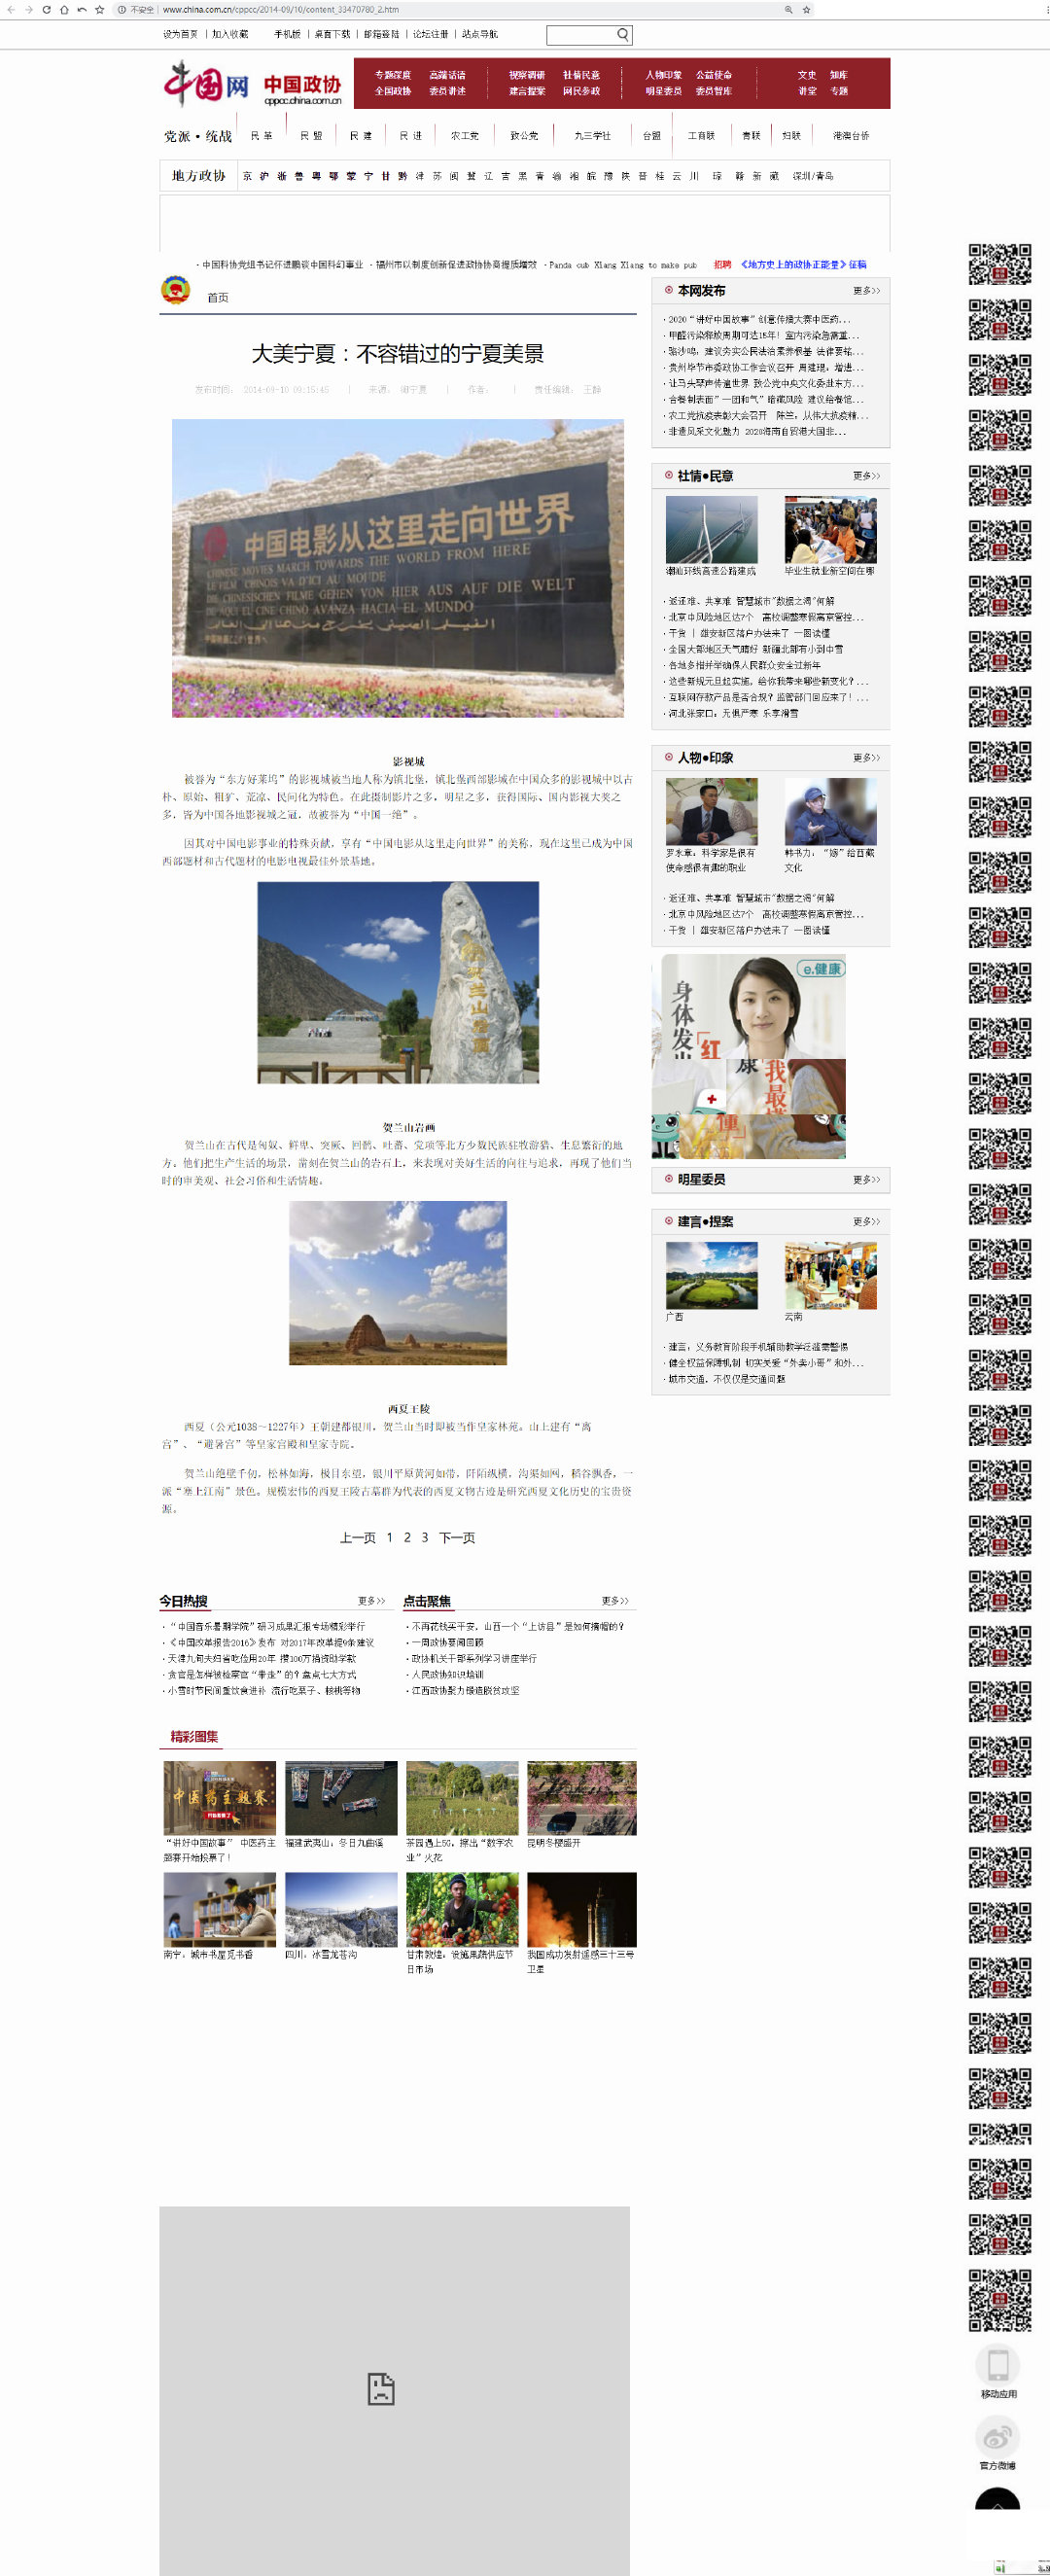 不安全 | www.china.com.cn/cppcc/2014-09/10/content_33470780_2.htm
设为首页 | 加入收藏 手机版 | 桌面下载 | 邮箱登陆 | 论坛注册 | 站点导航
中国网 中国政协
cppcc.china.com.cn
专题深度 高端话语 视察调研 社情民意 人物印象 公益使命 文史 知库
全国政协 委员讲述 建言提案 网民参政 明星委员 委员智库 讲堂 专题
党派·统战 民 革 民 盟 民 建 民 进 农工党 致公党 九三学社 台盟 工商联 青联 妇联 港澳台侨
地方政协 京 沪 浙 鲁 粤 鄂 蒙 宁 甘 黔 津 苏 闽 冀 辽 吉 黑 青 渝 湘 皖 豫 陕 晋 桂 云 川 琼 赣 新 藏 深圳/青岛
·中国科协党组书记怀进鹏谈中国科幻事业 ·福州市以制度创新促进政协协商提质增效 ·Panda cub Xiang Xiang to make pub 招聘 《地方史上的政协正能量》征稿
首页
大美宁夏：不容错过的宁夏美景
发布时间： 2014-09-10 09:15:45 | 来源： 御宁夏 | 作者： | 责任编辑： 王静
中国电影从这里走向世界
CHINESE MOVIES MARCH TOWARDS THE WORLD FROM HERE
影视城
被誉为“东方好莱坞”的影视城被当地人称为镇北堡，镇北堡西部影城在中国众多的影视城中以古
朴、原始、粗犷、荒凉、民间化为特色。在此摄制影片之多，明星之多，获得国际、国内影视大奖之
多，皆为中国各地影视城之冠，故被誉为“中国一绝”。
因其对中国电影事业的特殊贡献，享有“中国电影从这里走向世界”的美称，现在这里已成为中国
西部题材和古代题材的电影电视最佳外景基地。
贺兰山岩画
贺兰山在古代是匈奴、鲜卑、突厥、回鹘、吐蕃、党项等北方少数民族驻牧游猎、生息繁衍的地
方。他们把生产生活的场景，凿刻在贺兰山的岩石上，来表现对美好生活的向往与追求，再现了他们当
时的审美观、社会习俗和生活情趣。
西夏王陵
西夏（公元1038～1227年）王朝建都银川，贺兰山当时即被当作皇家林苑。山上建有“离
宫”、“避暑宫”等皇家宫殿和皇家寺院。
贺兰山绝壁千仞，松林如海，极目东望，银川平原黄河如带，阡陌纵横，沟渠如网，稻谷飘香，一
派“塞上江南”景色。规模宏伟的西夏王陵古墓群为代表的西夏文物古迹是研究西夏文化历史的宝贵资
源。
上一页 1 2 3 下一页
今日热搜 更多>>
·“中国音乐暑期学院”研习成果汇报专场精彩举行
·《中国改革报告2016》发布 对2017年改革提9条建议
·天津九旬夫妇省吃俭用20年 攒300万捐资助学款
·贪官是怎样被检察官“带走”的？盘点七大方式
·小雪时节民间重饮食进补 流行吃菜子、核桃等物
点击聚焦 更多>>
·不再花钱买平安，山西一个“上访县”是如何摘帽的？
·一周政协要闻回顾
·政协机关干部系列学习讲座举行
·人民政协知识培训
·江西政协聚力锻造脱贫攻坚
精彩图集
中医药主题赛
“讲好中国故事” 中医药主
题赛开始投票了！
福建武夷山：冬日九曲溪
茶园遇上5G，擦出“数字农
业”火花
昆明冬樱盛开
南宁：城市书屋觅书香
四川：冰雪龙苍沟
甘肃敦煌：设施果蔬供应节
日市场
我国成功发射遥感三十三号
卫星
本网发布 更多>>
·2020“讲好中国故事”创意传播大赛中医药...
·甲醛污染释放周期可达15年！室内污染急需重...
·骆沙鸣：建议夯实公民法治素养根基 法律要铭...
·贵州毕节市委政协工作会议召开 周建琨：增进...
·让马头琴声传遍世界 致公党中央文化委赴东方...
·合餐制表面“一团和气”暗藏风险 建议给餐馆...
·农工党抗疫表彰大会召开 陈竺：从伟大抗疫精...
·非遗风采文化魅力 2020海南自贸港大国非...
社情●民意 更多>>
潮汕环线高速公路建成
毕业生就业新空间在哪
·返还难、共享难 智慧城市"数据之渴"何解
·北京中风险地区达7个 高校调整寒假离京管控...
·干货 | 雄安新区落户办法来了 一图读懂
·全国大部地区天气晴好 新疆北部有小到中雪
·各地多措并举确保人民群众安全过新年
·这些新规元旦起实施，给你我带来哪些新变化？...
·互联网存款产品是否合规？监管部门回应来了！...
·河北张家口：无惧严寒 乐享滑雪
人物●印象 更多>>
罗永章：科学家是很有
使命感很有趣的职业
韩书力：“嫁”给西藏
文化
·返还难、共享难 智慧城市"数据之渴"何解
·北京中风险地区达7个 高校调整寒假离京管控...
·干货 | 雄安新区落户办法来了 一图读懂
e.健康
身体发出
红
我最
明星委员 更多>>
建言●提案 更多>>
广西
云南
·建言：义务教育阶段手机辅助教学泛滥需警惕
·健全权益保障机制 切实关爱“外卖小哥”和外...
·城市交通，不仅仅是交通问题
移动应用
官方微博